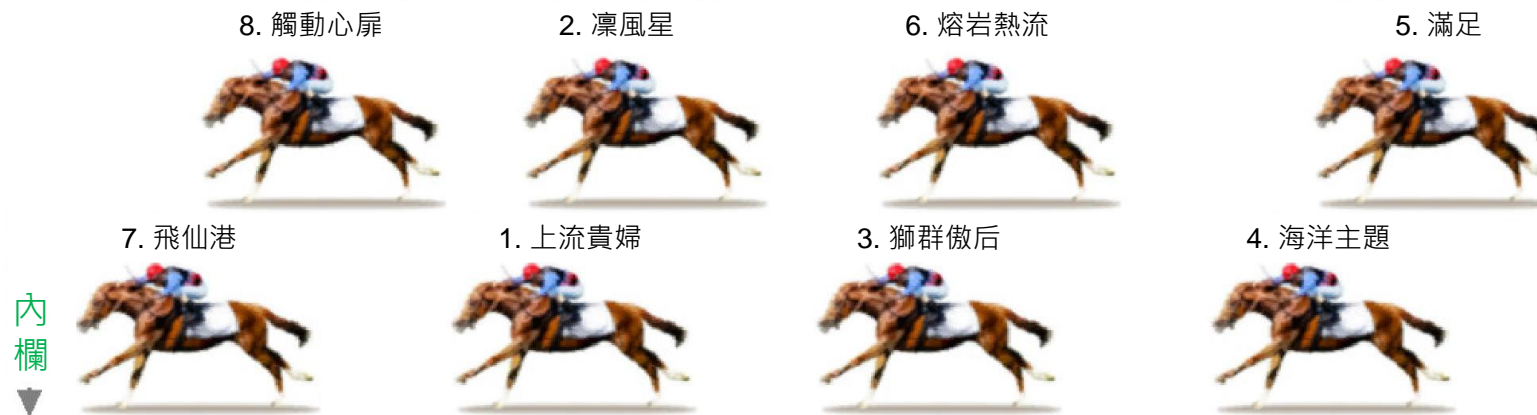 8. 觸動心扉 2. 凜風星 6. 熔岩熱流 5. 滿足
7. 飛仙港 1. 上流貴婦 3. 獅群傲后 4. 海洋主題
內欄